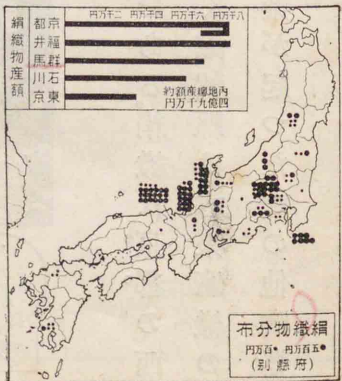 絹織物産額
二千万円 四千万円 六千万円 八千万円
京都
福井
群馬
石川
東京
内地總産額約
四億九千万円
絹織物分布
●五百万円 •百万円
(府縣別)